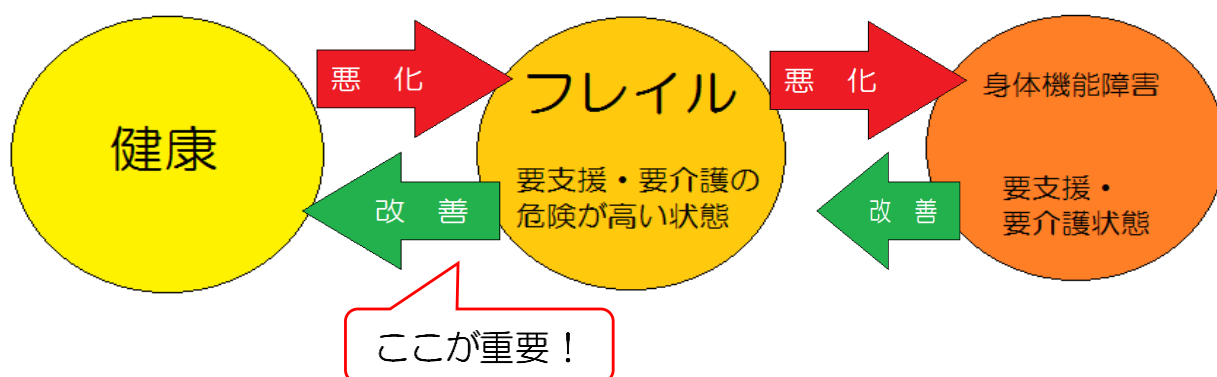 健康
悪　化
改　善
ここが重要！
フレイル
要支援・要介護の
危険が高い状態
悪　化
改　善
身体機能障害
要支援・
要介護状態